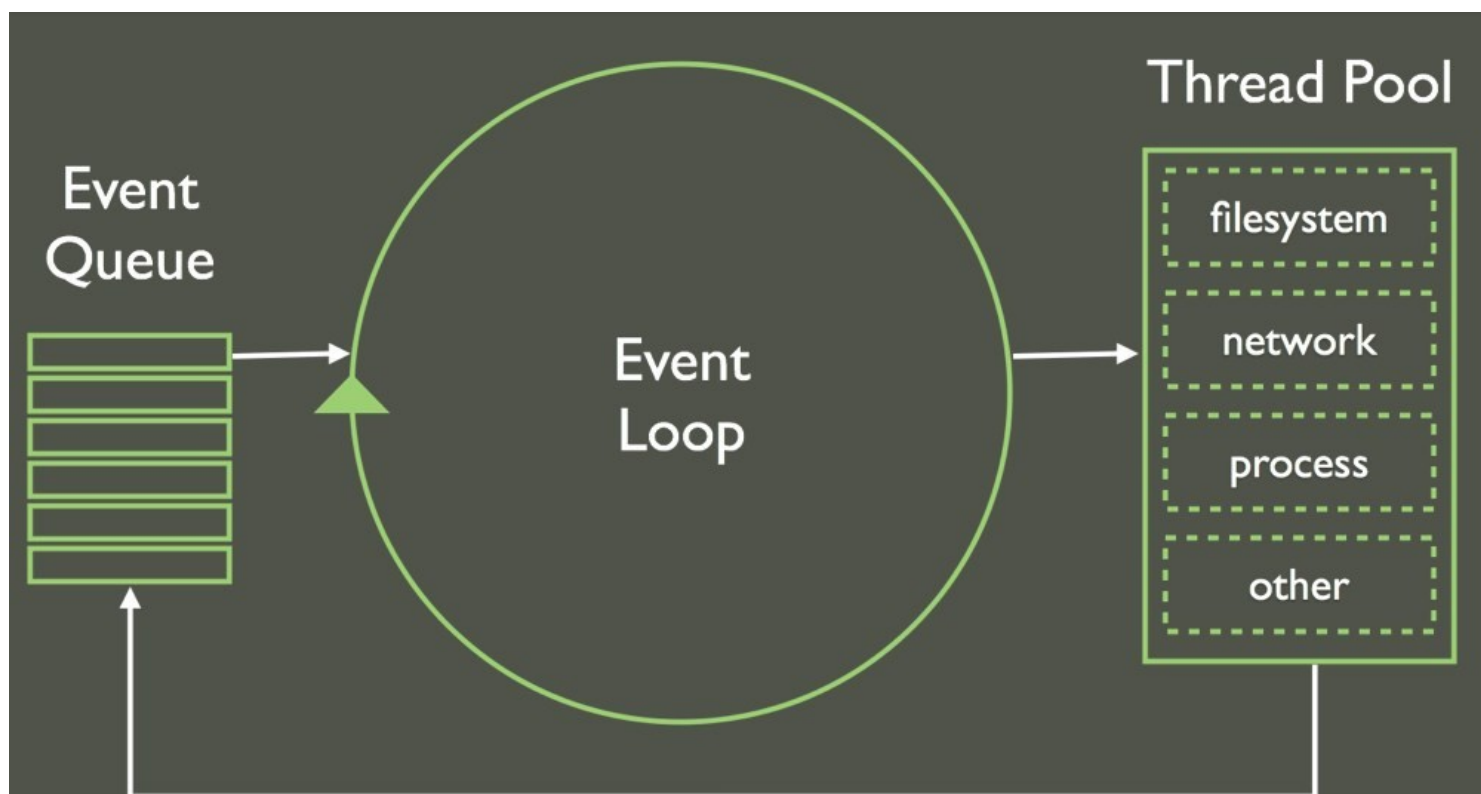 Event
Queue
Event
Loop
Thread Pool
filesystem
network
process
other